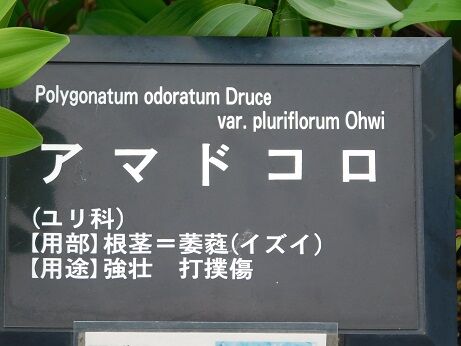 Polygonatum odoratum Druce
var. pluriflorum Ohwi
アマドコロ
(ユリ科)
【用部】根茎＝萎蕤(イズイ)
【用途】強壮　打撲傷